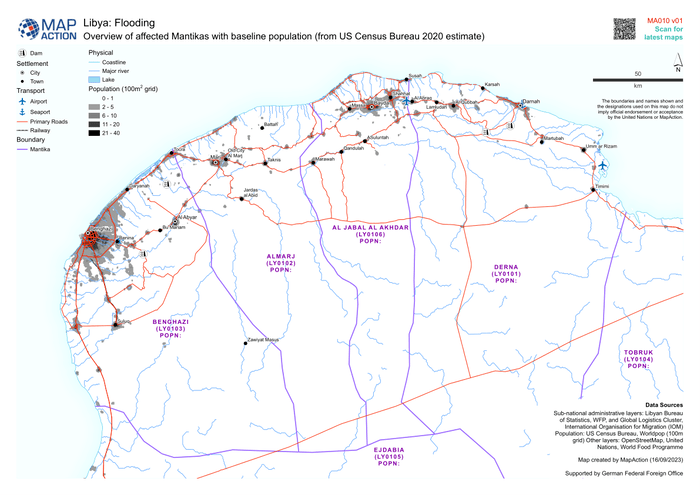 MAP ACTION
Libya: Flooding
Overview of affected Mantikas with baseline population (from US Census Bureau 2020 estimate)
MA010 v01
Scan for
latest maps
Dam
Settlement
City
Town
Transport
Airport
Seaport
Primary Roads
Railway
Boundary
Mantika
Physical
Coastline
Major river
Lake
Population (100m² grid)
0 - 1
2 - 5
6 - 10
11 - 20
21 - 40
N
50
km
The boundaries and names shown and
the designations used on this map do not
imply official endorsement or acceptance
by the United Nations or MapAction.
Susah
Karsah
Shahhat
Al Abraq
Al Qubbah
Lamludah
Darnah
Martubah
Umm ar Rizam
Timimi
Battah
Asluntah
Qandulah
Marawah
Old City
Al Marj
Taknis
Jardas
al Abid
Daryanah
Al Abyar
Bu Mariam
Benghazi
Suluq
Zawiyat Masus
AL JABAL AL AKHDAR
(LY0106)
POPN:
ALMARJ
(LY0102)
POPN:
DERNA
(LY0101)
POPN:
BENGHAZI
(LY0103)
POPN:
TOBRUK
(LY0104)
POPN:
EJDABIA
(LY0105)
POPN:
Data Sources
Sub-national administrative layers: Libyan Bureau
of Statistics, WFP, and Global Logistics Cluster,
International Organisation for Migration (IOM)
Population: US Census Bureau, Worldpop (100m
grid) Other layers: OpenStreetMap, United
Nations, World Food Programme
Map created by MapAction (16/09/2023)
Supported by German Federal Foreign Office